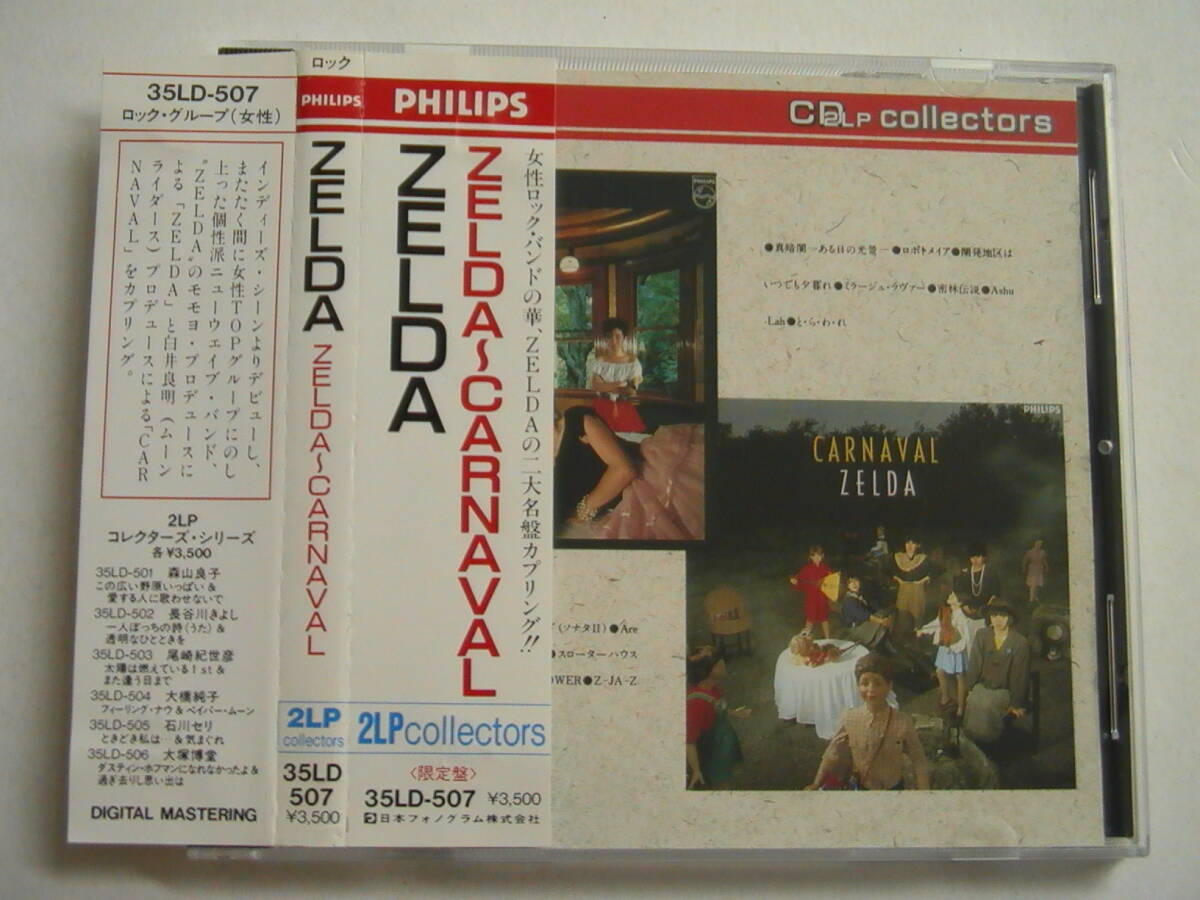 35LD-507
ロック・グループ(女性)
インディーズ・シーンよりデビューし、
またたく間に女性TOPグループにのし
上った個性派ニューウェイブ・バンド、
"ZELDA"のモモヨ・プロデュースに
よる「ZELDA」と白井良明(ムーン
ライダース)プロデュースによる「CAR
NAVAL」をカプリング。
2LP
コレクターズ・シリーズ
各¥3,500
35LD-501 森山良子
この広い野原いっぱい&
愛する人に歌わせないで
35LD-502 長谷川きよし
一人ぼっちの詩(うた)&
透明なひとときを
35LD-503 尾崎紀世彦
太陽は燃えている1st&
また逢う日まで
35LD-504 大橋純子
フィーリング・ナウ&ペイパー・ムーン
35LD-505 石川セリ
ときどき私は…&気まぐれ
35LD-506 大塚博堂
ダスティン・ホフマンになれなかったよ&
過ぎ去りし思い出は
DIGITAL MASTERING
ロック
PHILIPS
ZELDA ZELDA~CARNAVAL
2LP
collectors
35LD
507
¥3,500
PHILIPS
女性ロック・バンドの華、ZELDAの二大名盤カプリング!!
ZELDA~CARNAVAL
ZELDA
2LPcollectors
〈限定盤〉
35LD-507 ¥3,500
日本フォノグラム株式会社
CD2LP collectors
PHILIPS
●真暗闇―ある日の光景―●ロボトメイア●開発地区は
いつでも夕暮れ●ミラージュ・ラヴァー●密林伝説●Ashu
-Lah●と・ら・わ・れ
PHILIPS
CARNAVAL
ZELDA
(ソナタII)●Are
●スローターハウス
OWER●Z-JA-Z